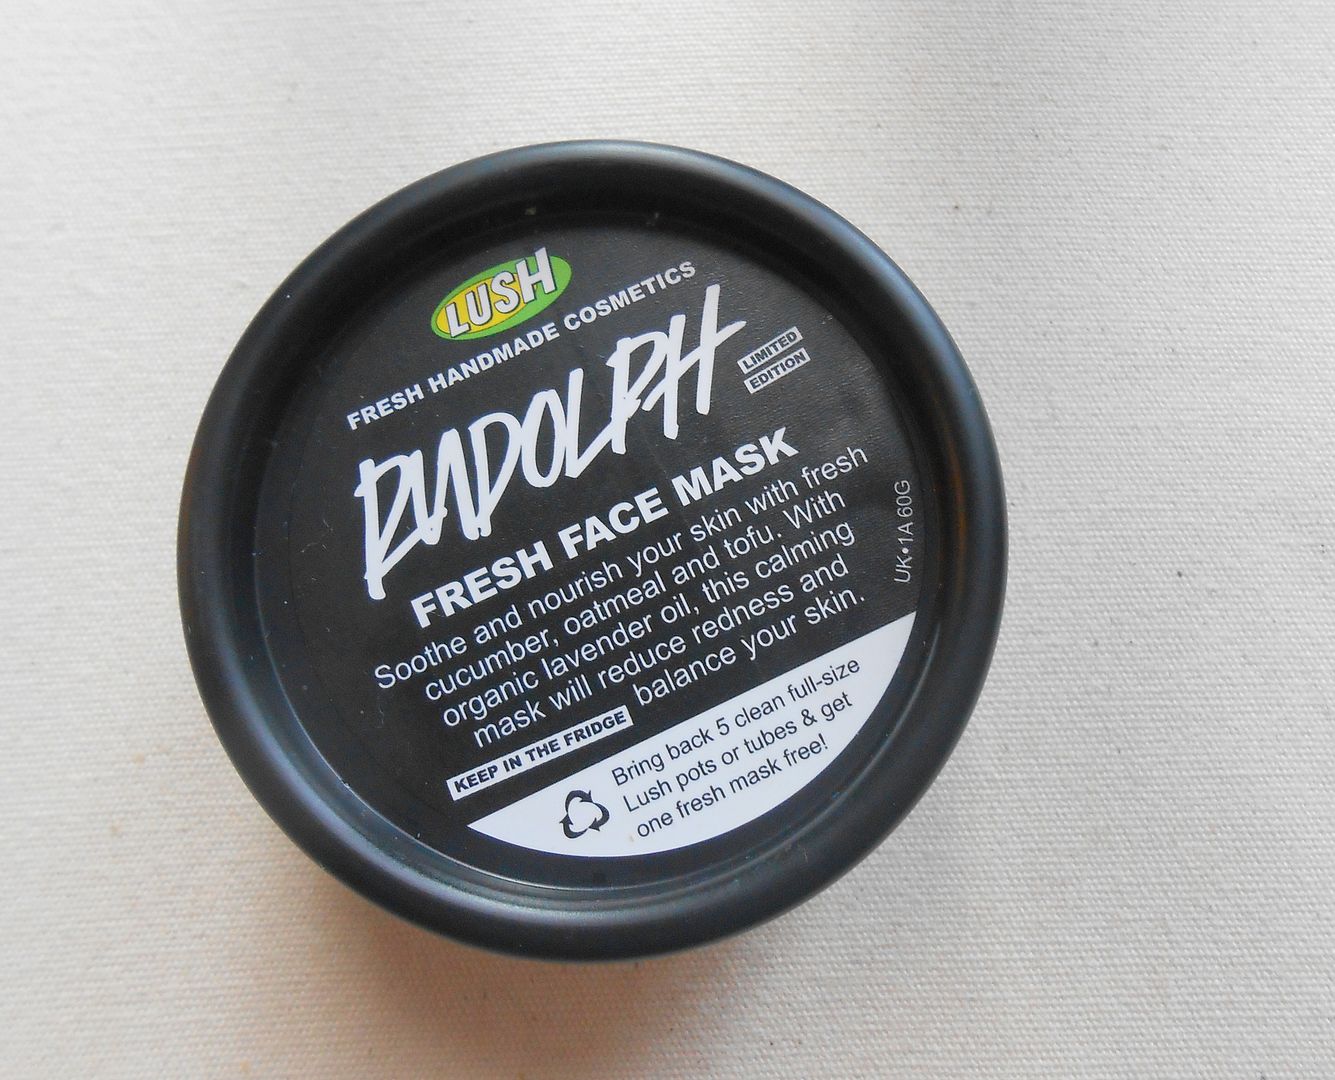 LUSH
FRESH HANDMADE COSMETICS
RUDOLPH
LIMITED
EDITION
FRESH FACE MASK
Soothe and nourish your skin with fresh
cucumber, oatmeal and tofu. With
organic lavender oil, this calming
mask will reduce redness and
balance your skin.
KEEP IN THE FRIDGE
UK•1A 60G
Bring back 5 clean full-size
Lush pots or tubes & get
one fresh mask free!